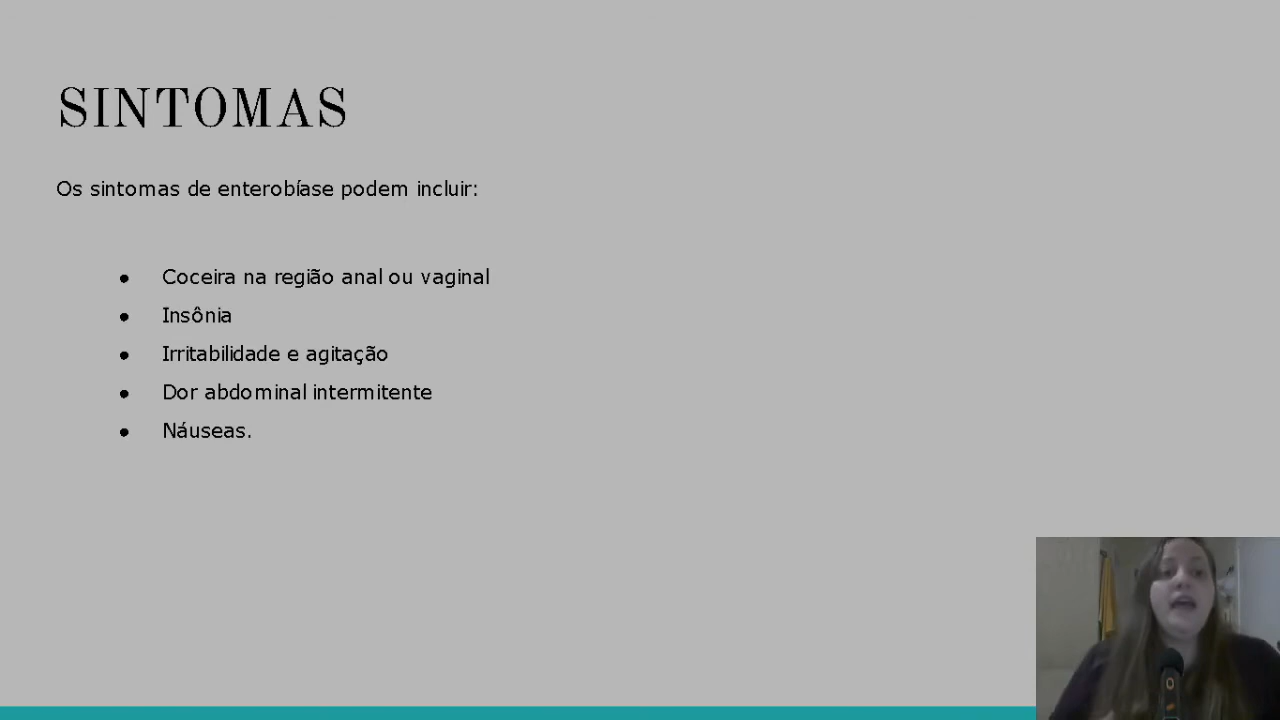 SINTOMAS
Os sintomas de enterobíase podem incluir:
● Coceira na região anal ou vaginal
● Insônia
● Irritabilidade e agitação
● Dor abdominal intermitente
● Náuseas.